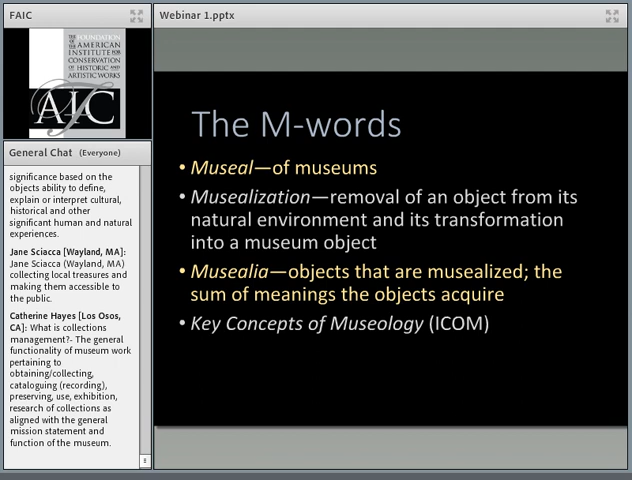 FAIC
THE FOUNDATION
OF THE AMERICAN
INSTITUTE FOR
CONSERVATION
OF HISTORIC AND
ARTISTIC WORKS
AIC
General Chat (Everyone)
significance based on the
objects ability to define,
explain or interpret cultural,
historical and other
significant human and natural
experiences.
Jane Sciacca [Wayland, MA]:
Jane Sciacca (Wayland, MA)
collecting local treasures and
making them accessible to
the public.
Catherine Hayes [Los Osos,
CA]: What is collections
management?- The general
functionality of museum work
pertaining to
obtaining/collecting,
cataloguing (recording),
preserving, use, exhibition,
research of collections as
aligned with the general
mission statement and
function of the museum.
Webinar 1.pptx
The M-words
• Museal—of museums
• Musealization—removal of an object from its
natural environment and its transformation
into a museum object
• Musealia—objects that are musealized; the
sum of meanings the objects acquire
• Key Concepts of Museology (ICOM)